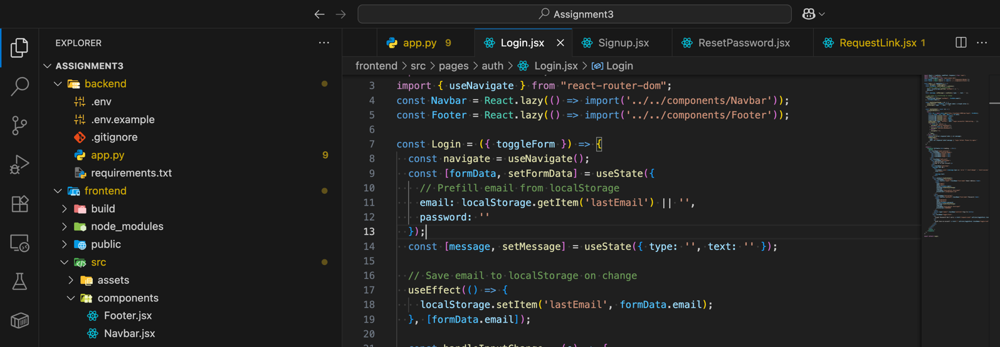 Assignment3
EXPLORER
ASSIGNMENT3
backend
.env
.env.example
.gitignore
app.py 9
requirements.txt
frontend
build
node_modules
public
src
assets
components
Footer.jsx
Navbar.jsx
app.py 9
Login.jsx
Signup.jsx
ResetPassword.jsx
RequestLink.jsx 1
frontend > src > pages > auth > Login.jsx > Login
3 import { useNavigate } from "react-router-dom";
4 const Navbar = React.lazy(() => import('../../components/Navbar'));
5 const Footer = React.lazy(() => import('../../components/Footer'));
6
7 const Login = ({ toggleForm }) => {
8 const navigate = useNavigate();
9 const [formData, setFormData] = useState({
10 // Prefill email from localStorage
11 email: localStorage.getItem('lastEmail') || '',
12 password: ''
13 });
14 const [message, setMessage] = useState({ type: '', text: '' });
15
16 // Save email to localStorage on change
17 useEffect(() => {
18 localStorage.setItem('lastEmail', formData.email);
19 }, [formData.email]);
20